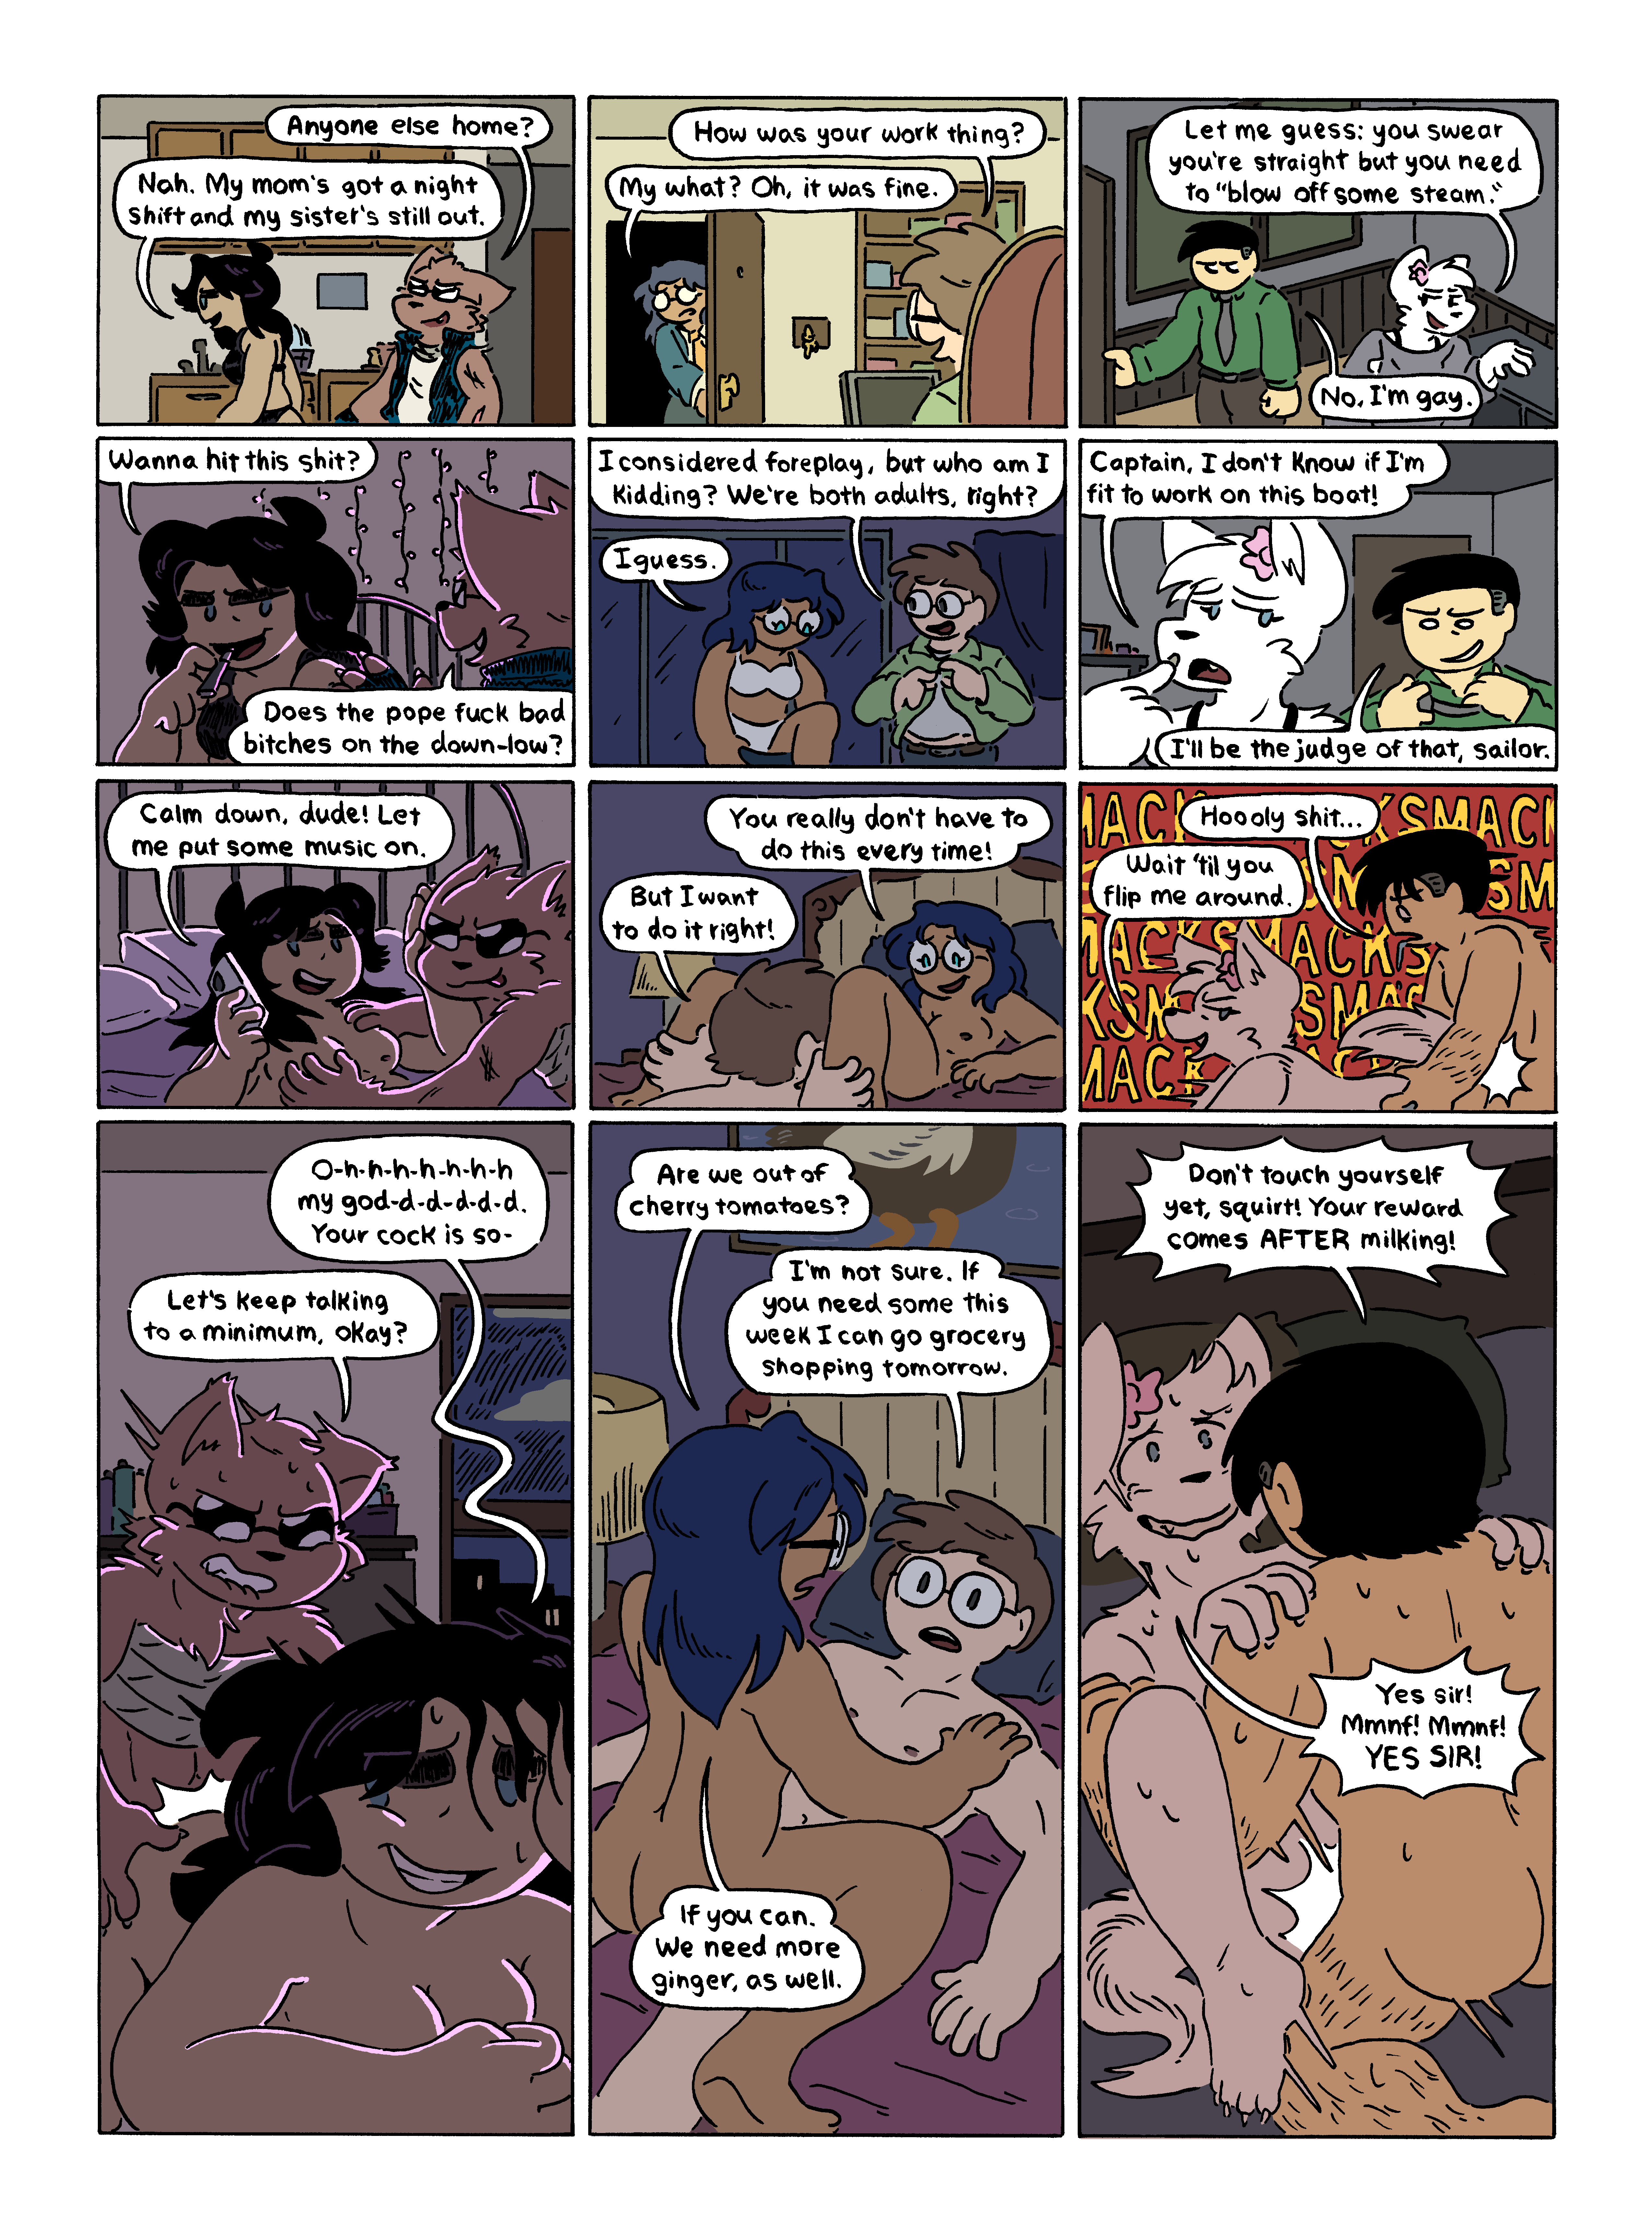 Anyone else home?
Nah. My mom's got a night
shift and my sister's still out.
How was your work thing?
My what? Oh, it was fine.
Let me guess: you swear
you're straight but you need
to "blow off some steam."
No, I'm gay.
Wanna hit this shit?
Does the pope fuck bad
bitches on the down-low?
I considered foreplay, but who am I
kidding? We're both adults, right?
I guess.
Captain, I don't know if I'm
fit to work on this boat!
I'll be the judge of that, sailor.
Calm down, dude! Let
me put some music on.
You really don't have to
do this every time!
But I want
to do it right!
MACK KSMACK
Hoooly shit...
Wait 'til you
flip me around.
SM SM
MACKSMACKS
KSM SMAS
MACK
O-h-h-h-h-h-h-h
my god-d-d-d-d-d.
Your cock is so-
Let's keep talking
to a minimum, okay?
Are we out of
cherry tomatoes?
I'm not sure. If
you need some this
week I can go grocery
shopping tomorrow.
If you can.
We need more
ginger, as well.
Don't touch yourself
yet, squirt! Your reward
comes AFTER milking!
Yes sir!
Mmnf! Mmnf!
YES SIR!